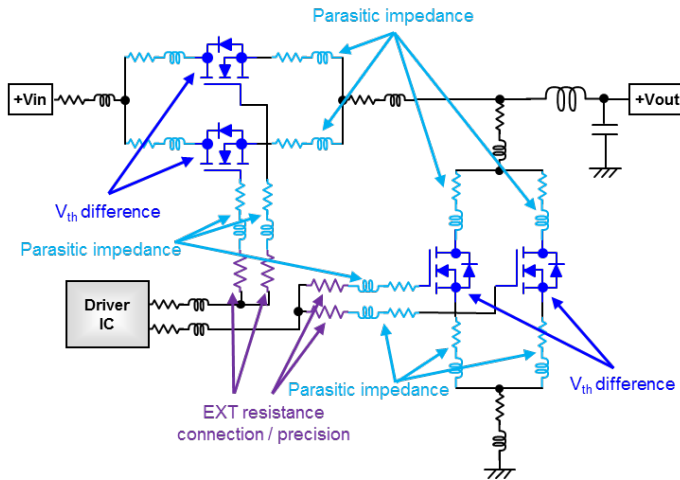 Parasitic impedance
+Vin
+Vout
Vth difference
Parasitic impedance
Driver
IC
Parasitic impedance
Vth difference
EXT resistance
connection / precision